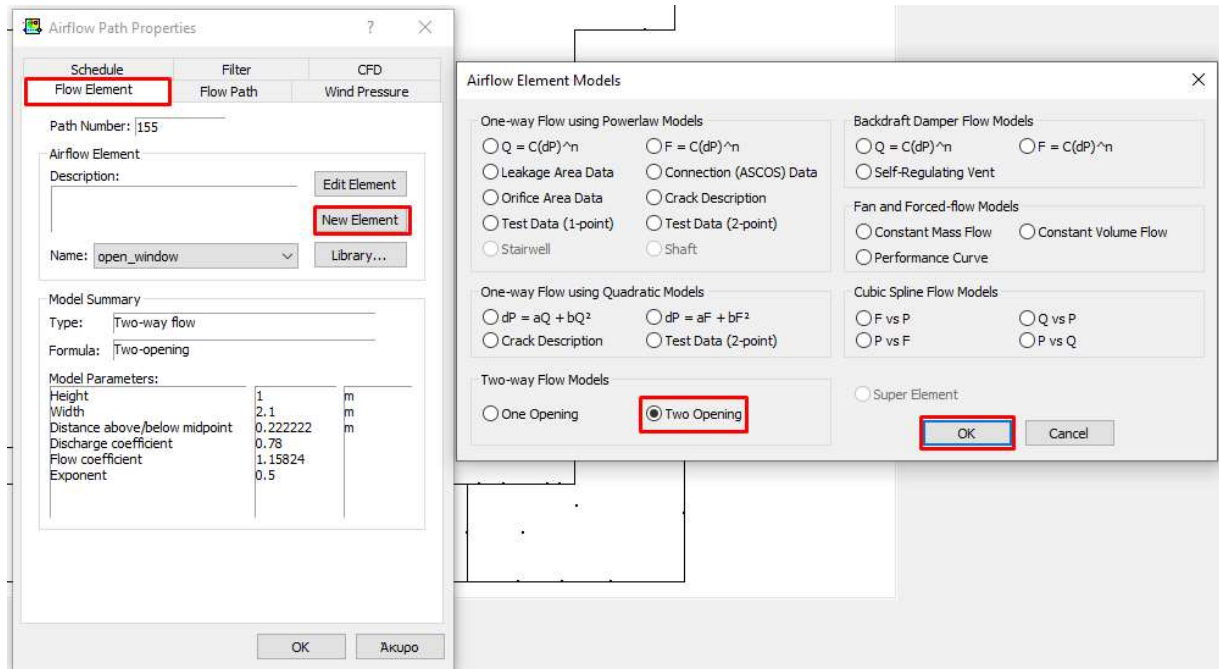 Airflow Path Properties ? ×
Schedule Filter CFD
Flow Element Flow Path Wind Pressure
Path Number: 155
Airflow Element
Description:
Edit Element
New Element
Name: open_window Library...
Model Summary
Type: Two-way flow
Formula: Two-opening
Model Parameters:
Height 1 m
Width 2.1 m
Distance above/below midpoint 0.222222 m
Discharge coefficient 0.78
Flow coefficient 1.15824
Exponent 0.5
OK Άκυρο
Airflow Element Models ×
One-way Flow using Powerlaw Models
Q = C(dP)^n F = C(dP)^n
Leakage Area Data Connection (ASCOS) Data
Orifice Area Data Crack Description
Test Data (1-point) Test Data (2-point)
Stairwell Shaft
One-way Flow using Quadratic Models
dP = aQ + bQ² dP = aF + bF²
Crack Description Test Data (2-point)
Two-way Flow Models
One Opening Two Opening
Backdraft Damper Flow Models
Q = C(dP)^n F = C(dP)^n
Self-Regulating Vent
Fan and Forced-flow Models
Constant Mass Flow Constant Volume Flow
Performance Curve
Cubic Spline Flow Models
F vs P Q vs P
P vs F P vs Q
Super Element
OK Cancel